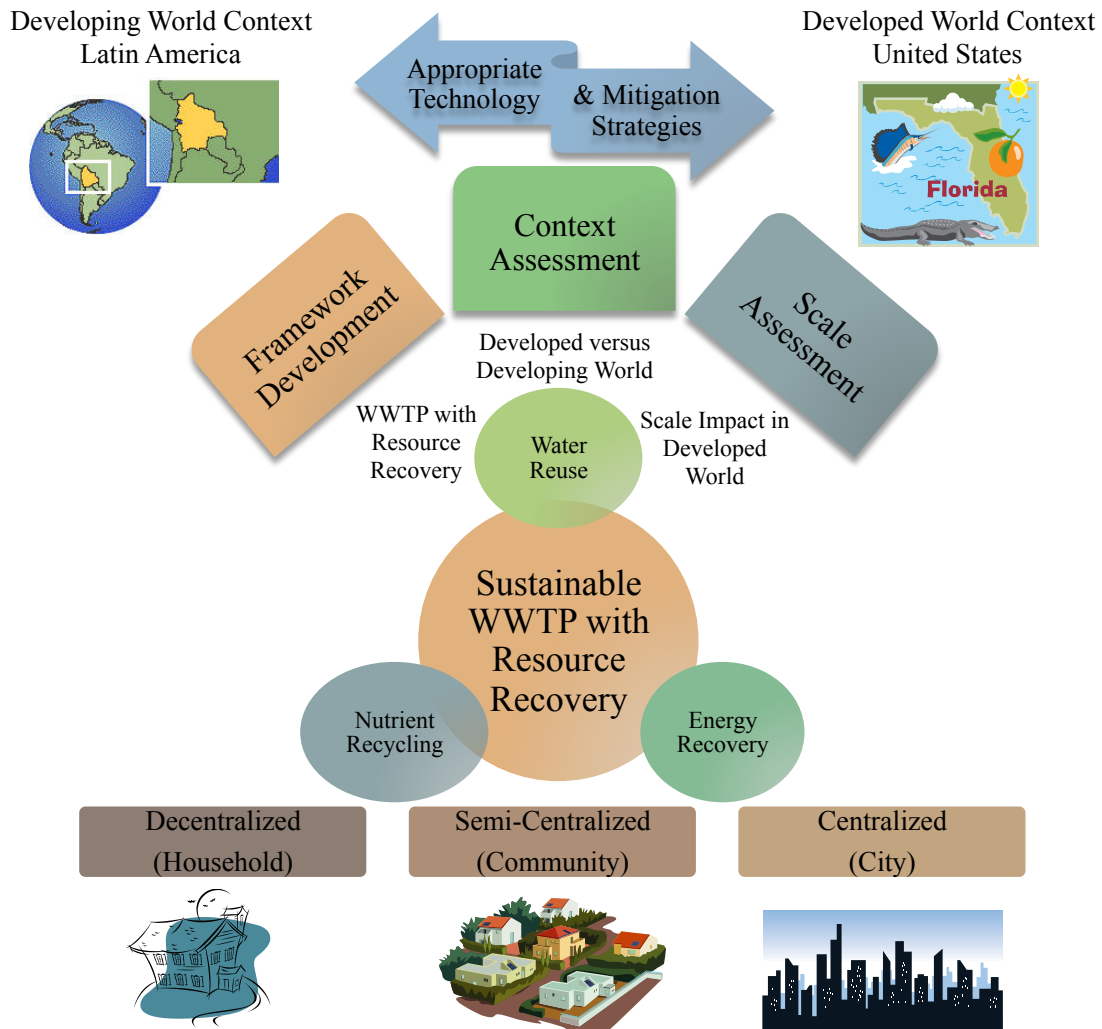 Developing World Context
Latin America
Appropriate
Technology
& Mitigation
Strategies
Developed World Context
United States
Florida
Framework
Development
Context
Assessment
Scale
Assessment
Developed versus
Developing World
WWTP with
Resource
Recovery
Water
Reuse
Scale Impact in
Developed
World
Sustainable
WWTP with
Resource
Recovery
Nutrient
Recycling
Energy
Recovery
Decentralized
(Household)
Semi-Centralized
(Community)
Centralized
(City)